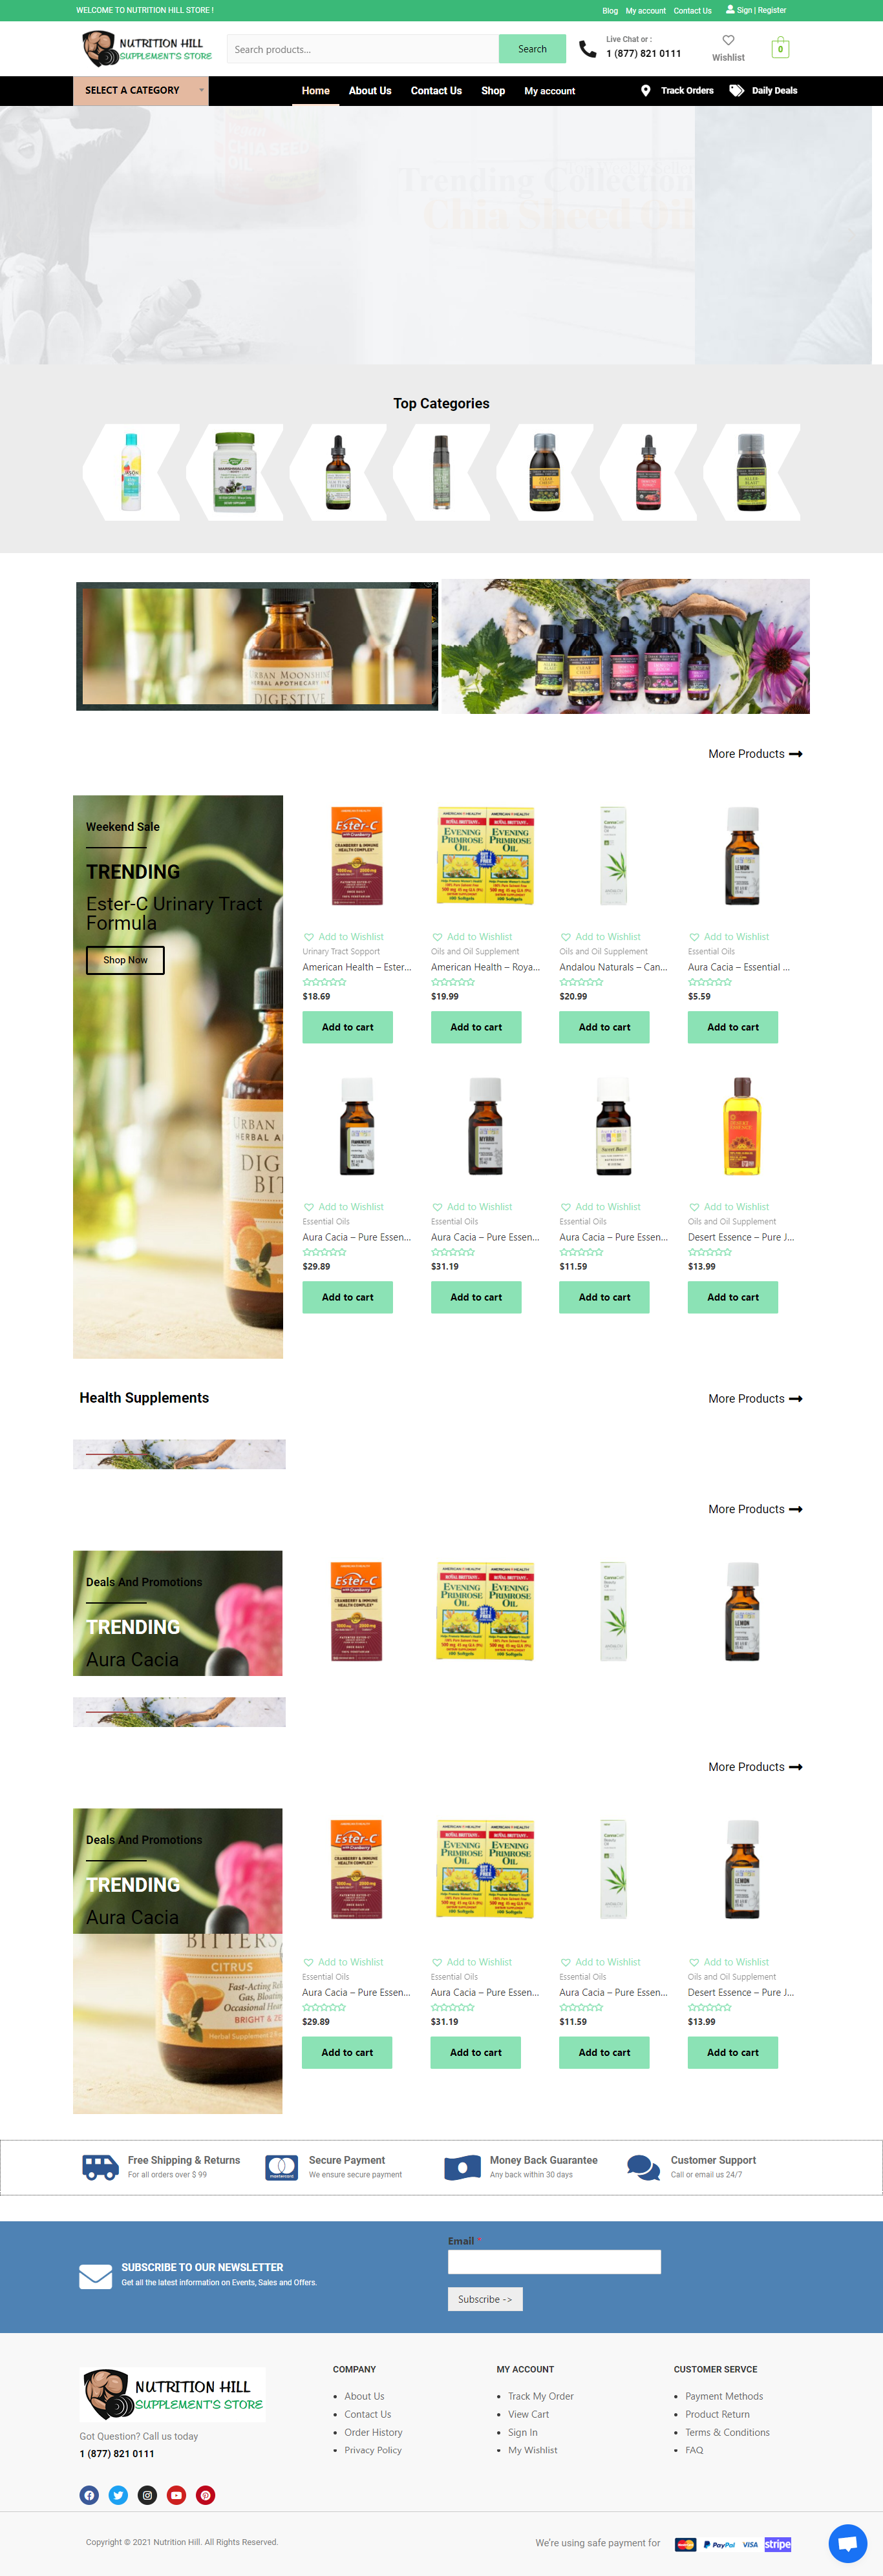 WELCOME TO NUTRITION HILL STORE !
Blog My account Contact Us Sign | Register
NUTRITION HILL
SUPPLEMENT'S STORE
Search products...
Search
Live Chat or :
1 (877) 821 0111
Wishlist
0
SELECT A CATEGORY
Home About Us Contact Us Shop My account
Track Orders Daily Deals
Trending Collection
Top Categories
URBAN MOONSHINE
HERBAL APOTHECARY
DIGESTIVE
More Products
Weekend Sale
TRENDING
Ester-C Urinary Tract
Formula
Shop Now
Add to Wishlist Add to Wishlist Add to Wishlist Add to Wishlist
Urinary Tract Sopport Oils and Oil Supplement Oils and Oil Supplement Essential Oils
American Health – Ester... American Health – Roya... Andalou Naturals – Can... Aura Cacia – Essential ...
$18.69 $19.99 $20.99 $5.59
Add to cart Add to cart Add to cart Add to cart
Add to Wishlist Add to Wishlist Add to Wishlist Add to Wishlist
Essential Oils Essential Oils Essential Oils Oils and Oil Supplement
Aura Cacia – Pure Essen... Aura Cacia – Pure Essen... Aura Cacia – Pure Essen... Desert Essence – Pure J...
$29.89 $31.19 $11.59 $13.99
Add to cart Add to cart Add to cart Add to cart
Health Supplements
More Products
More Products
Deals And Promotions
TRENDING
Aura Cacia
More Products
Deals And Promotions
TRENDING
Aura Cacia
BITTERS
CITRUS
Add to Wishlist Add to Wishlist Add to Wishlist Add to Wishlist
Essential Oils Essential Oils Essential Oils Oils and Oil Supplement
Aura Cacia – Pure Essen... Aura Cacia – Pure Essen... Aura Cacia – Pure Essen... Desert Essence – Pure J...
$29.89 $31.19 $11.59 $13.99
Add to cart Add to cart Add to cart Add to cart
Free Shipping & Returns
For all orders over $ 99
Secure Payment
We ensure secure payment
Money Back Guarantee
Any back within 30 days
Customer Support
Call or email us 24/7
SUBSCRIBE TO OUR NEWSLETTER
Get all the latest information on Events, Sales and Offers.
Email *
Subscribe ->
NUTRITION HILL
SUPPLEMENT'S STORE
Got Question? Call us today
1 (877) 821 0111
COMPANY
About Us
Contact Us
Order History
Privacy Policy
MY ACCOUNT
Track My Order
View Cart
Sign In
My Wishlist
CUSTOMER SERVCE
Payment Methods
Product Return
Terms & Conditions
FAQ
Copyright © 2021 Nutrition Hill. All Rights Reserved.
We're using safe payment for
PayPal VISA stripe